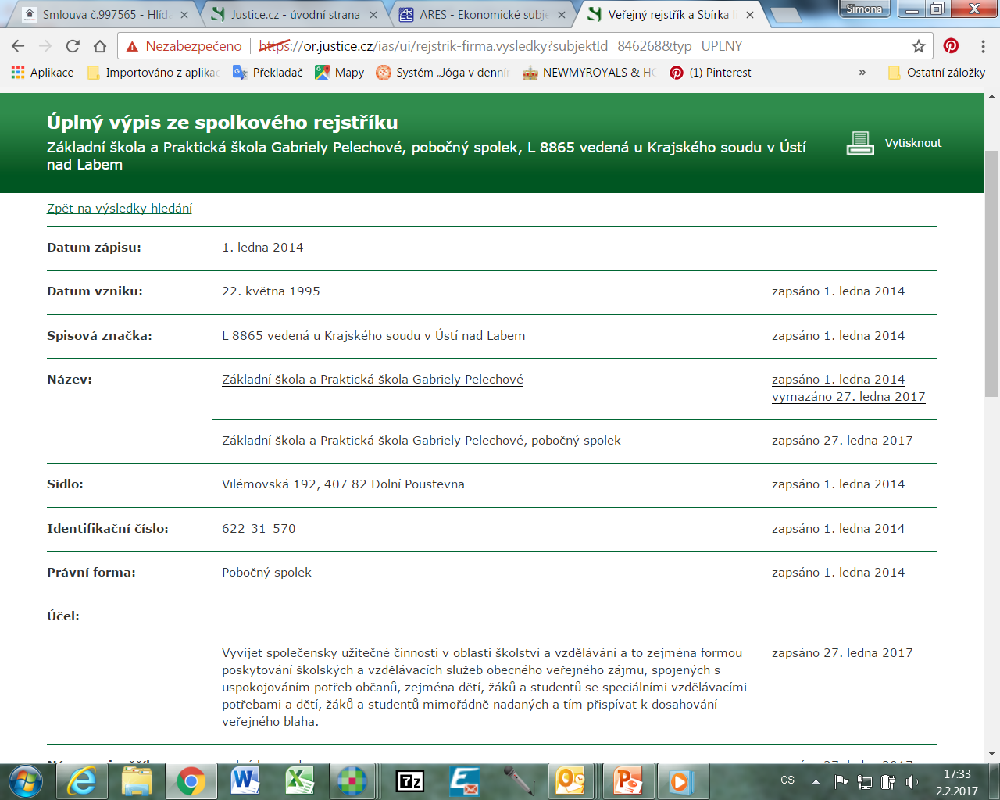 Smlouva č.997565 - Hlída
Justice.cz - úvodní strana
ARES - Ekonomické subje
Veřejný rejstřík a Sbírka li
Simona
Nezabezpečeno
https://or.justice.cz/ias/ui/rejstrik-firma.vysledky?subjektId=846268&typ=UPLNY
Aplikace
Importováno z aplikac
Překladač
Mapy
Systém „Jóga v denním
NEWMYROYALS & HO
(1) Pinterest
»
Ostatní záložky
Úplný výpis ze spolkového rejstříku
Základní škola a Praktická škola Gabriely Pelechové, pobočný spolek, L 8865 vedená u Krajského soudu v Ústí
nad Labem
Vytisknout
Zpět na výsledky hledání
Datum zápisu: 1. ledna 2014
Datum vzniku: 22. května 1995 zapsáno 1. ledna 2014
Spisová značka: L 8865 vedená u Krajského soudu v Ústí nad Labem zapsáno 1. ledna 2014
Název: Základní škola a Praktická škola Gabriely Pelechové zapsáno 1. ledna 2014
vymazáno 27. ledna 2017
Základní škola a Praktická škola Gabriely Pelechové, pobočný spolek zapsáno 27. ledna 2017
Sídlo: Vilémovská 192, 407 82 Dolní Poustevna zapsáno 1. ledna 2014
Identifikační číslo: 622 31 570 zapsáno 1. ledna 2014
Právní forma: Pobočný spolek zapsáno 1. ledna 2014
Účel:
Vyvíjet společensky užitečné činnosti v oblasti školství a vzdělávání a to zejména formou zapsáno 27. ledna 2017
poskytování školských a vzdělávacích služeb obecného veřejného zájmu, spojených s
uspokojováním potřeb občanů, zejména dětí, žáků a studentů se speciálními vzdělávacími
potřebami a dětí, žáků a studentů mimořádně nadaných a tím přispívat k dosahování
veřejného blaha.
7z
CS
17:33
2.2.2017